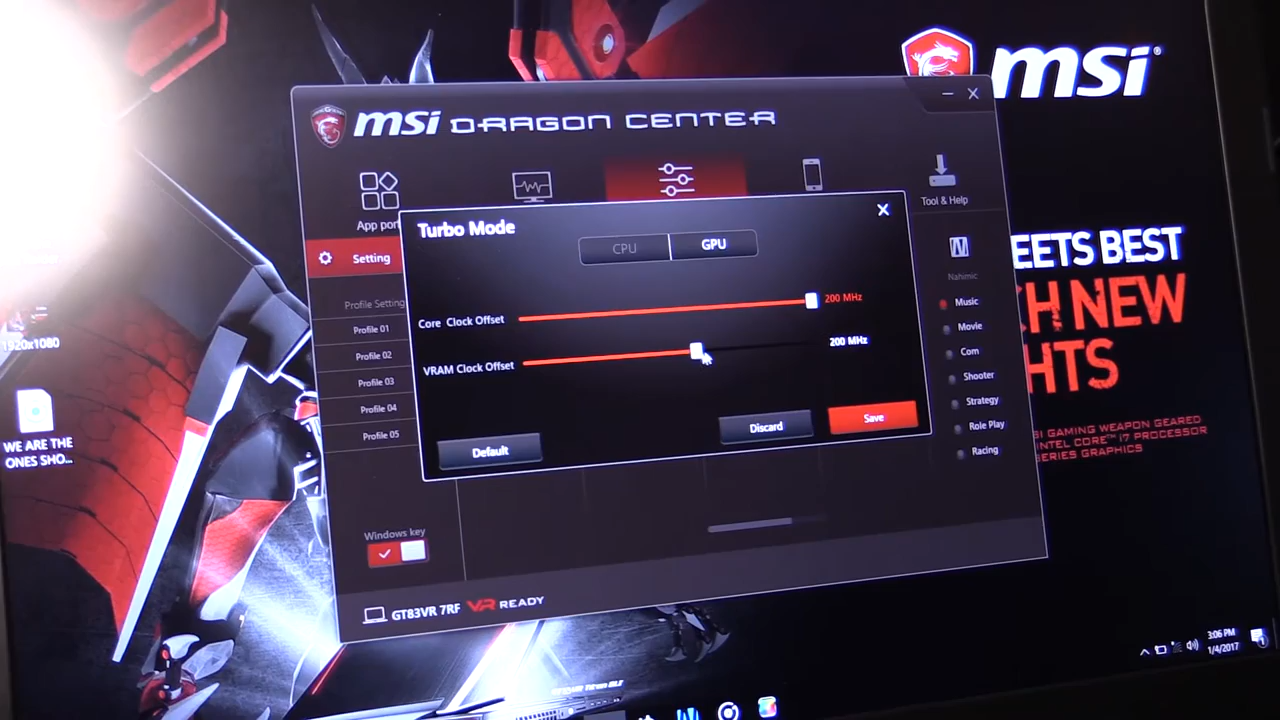 msi
msi DRAGON CENTER
App port
Tool & Help
Turbo Mode
CPU
GPU
Setting
Nahimic
EETS BEST
H NEW
HTS
Profile Setting
Core Clock Offset
200 MHz
Music
Profile 01
Movie
VRAM Clock Offset
200 MHz
Profile 02
Com
Profile 03
Shooter
Profile 04
Strategy
Profile 05
Role Play
Discard
Save
Default
Racing
SI GAMING WEAPON GEARED
INTEL CORE™ i7 PROCESSOR
SERIES GRAPHICS
1920x1080
WE ARE THE
ONES SHO...
Windows key
GT83VR 7RF VR READY
3:06 PM
1/4/2017